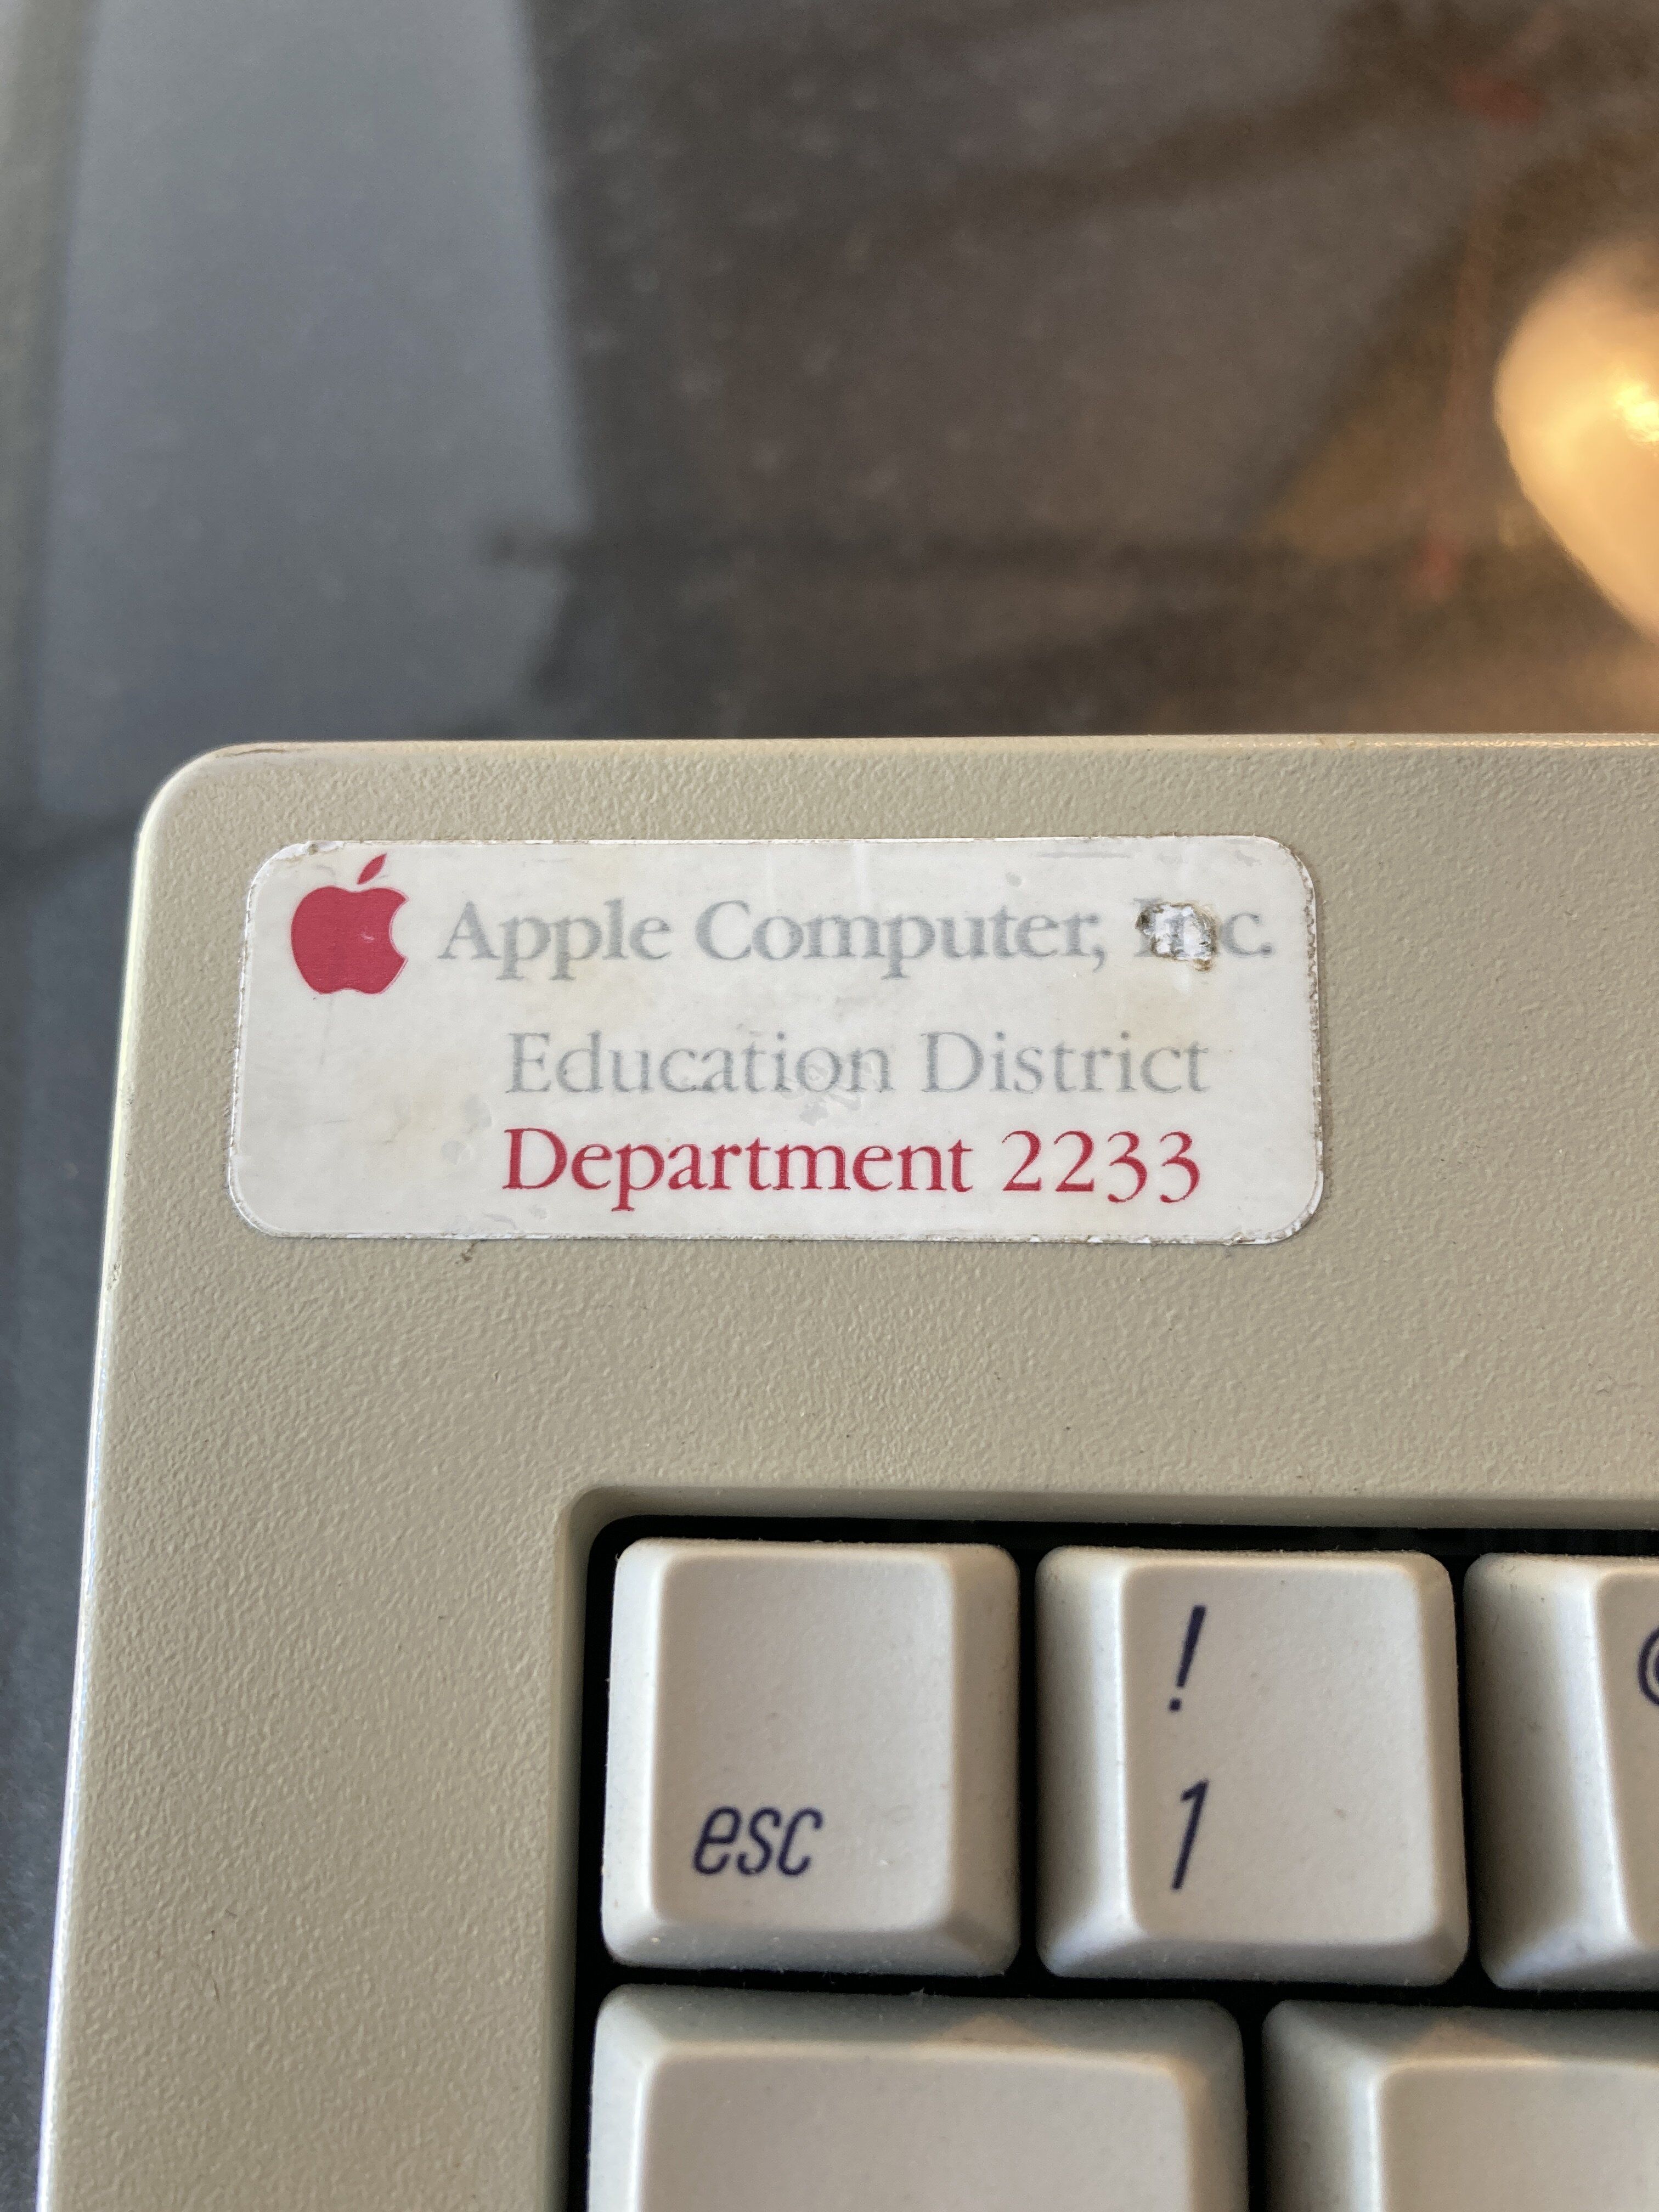 Apple Computer, Inc.
Education District
Department 2233
esc
!
1